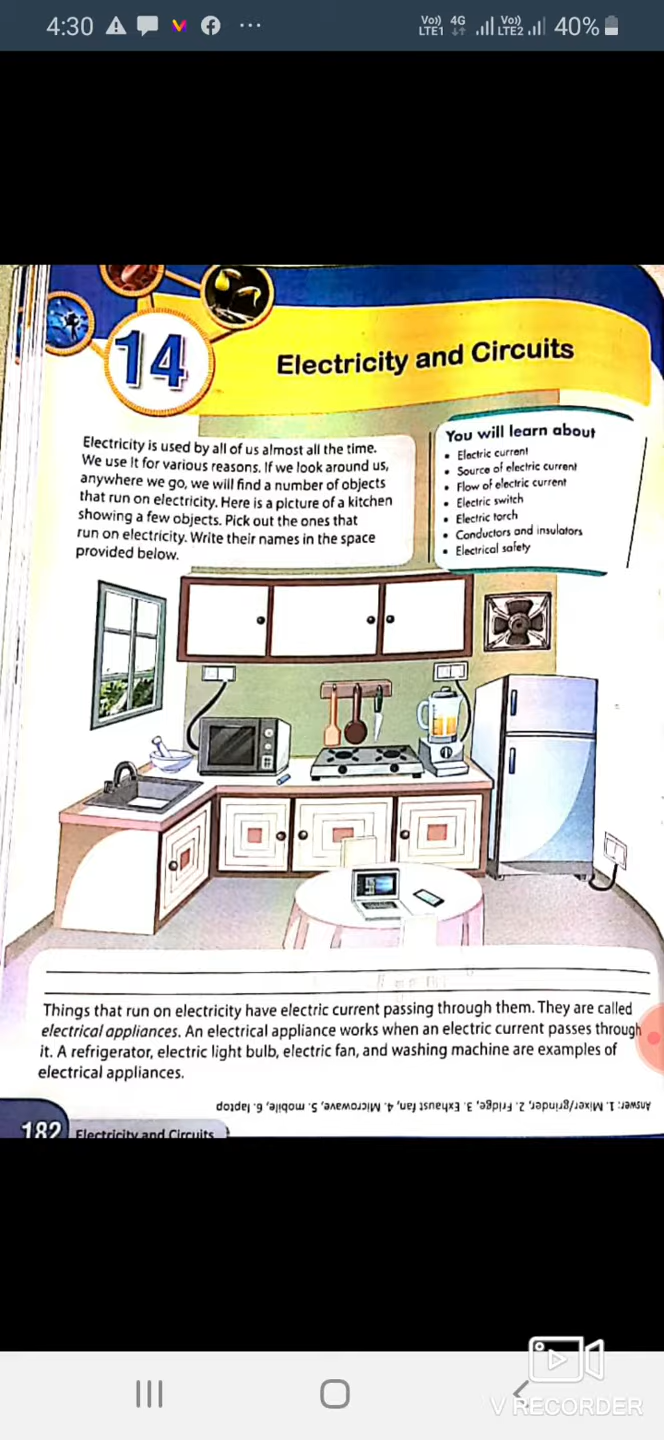 4:30
Vo)) 4G Vo))
LTE1 LTE2 40%
14
Electricity and Circuits
Electricity is used by all of us almost all the time.
We use it for various reasons. If we look around us,
anywhere we go, we will find a number of objects
that run on electricity. Here is a picture of a kitchen
showing a few objects. Pick out the ones that
run on electricity. Write their names in the space
provided below.
You will learn about
• Electric current
• Source of electric current
• Flow of electric current
• Electric switch
• Electric torch
• Conductors and insulators
• Electrical safety
Things that run on electricity have electric current passing through them. They are called
electrical appliances. An electrical appliance works when an electric current passes through
it. A refrigerator, electric light bulb, electric fan, and washing machine are examples of
electrical appliances.
Answer: 1. Mixer/grinder, 2. Fridge, 3. Exhaust fan, 4. Microwave, 5. mobile, 6. laptop
182 Electricity and Circuits
V RECORDER